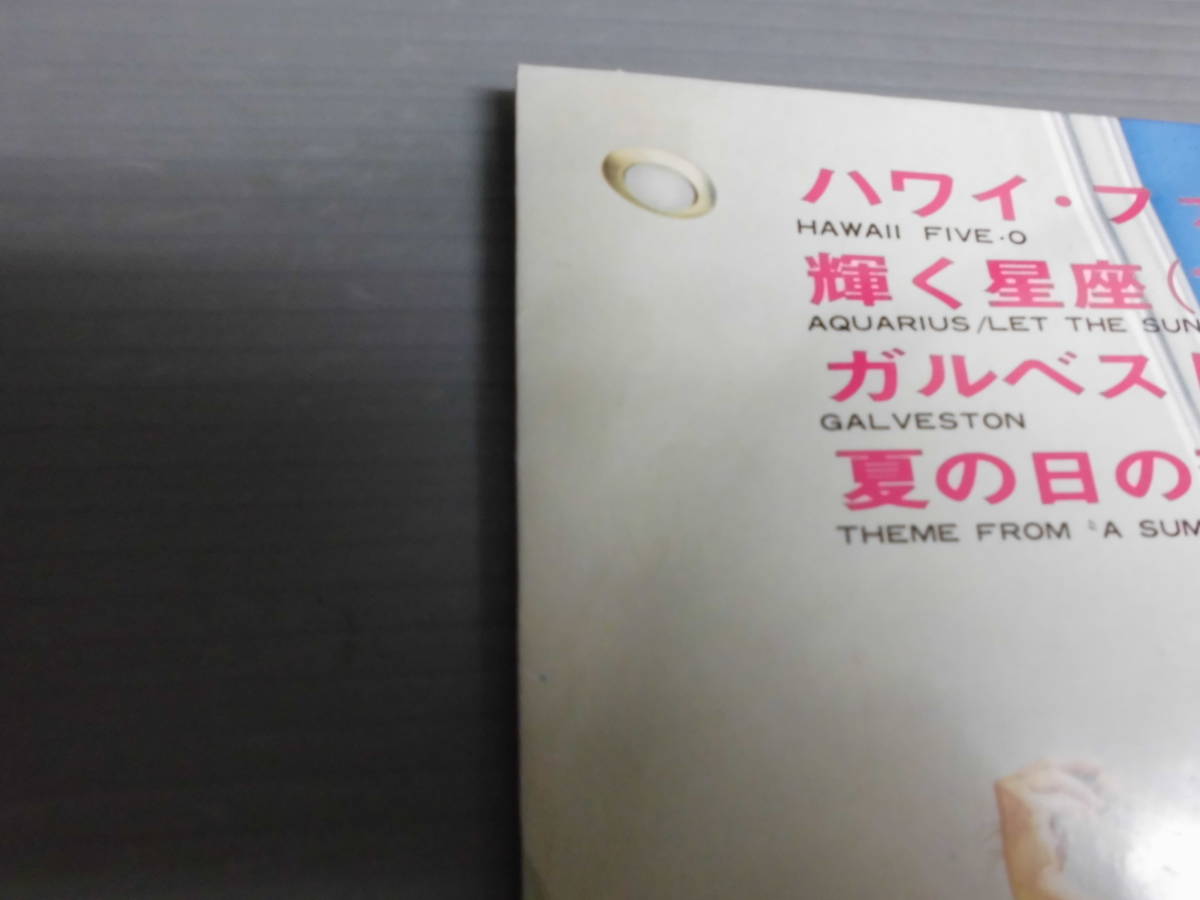 ハワイ・ファ
HAWAII FIVE-O
輝く星座(
AQUARIUS/LET THE SUN
ガルベス
GALVESTON
夏の日の
THEME FROM "A SUM